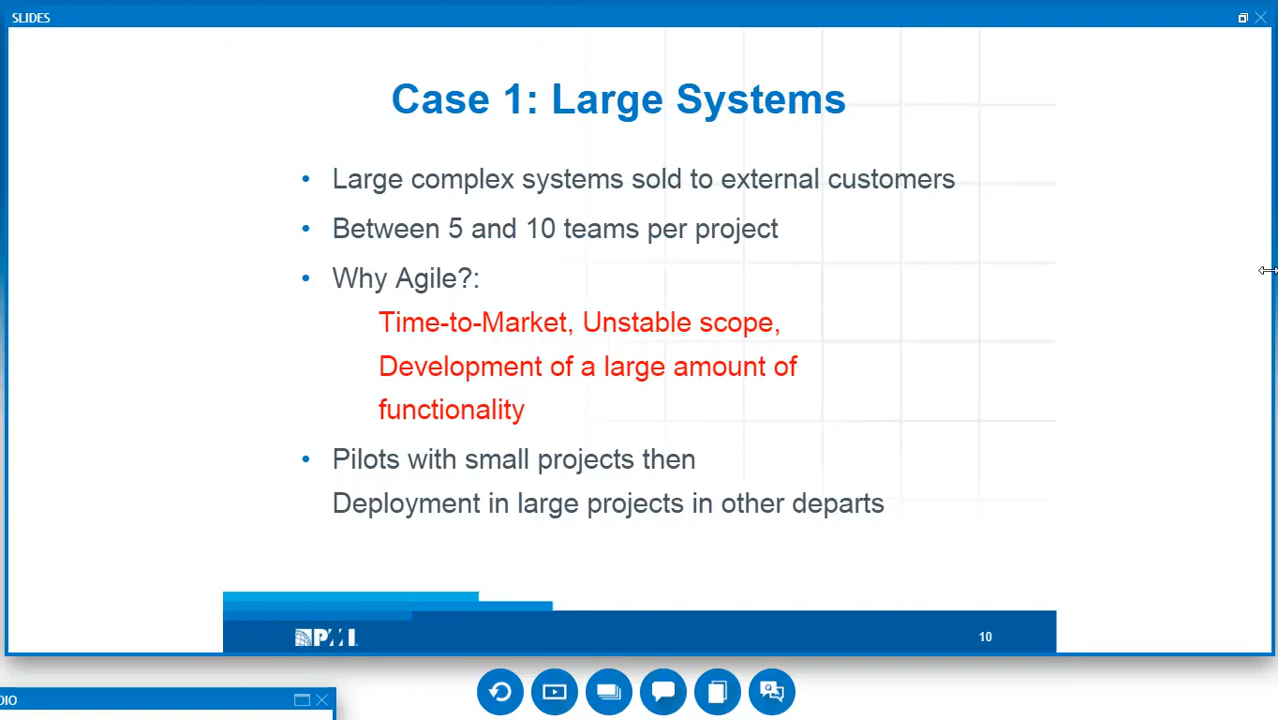 SLIDES
Case 1: Large Systems
• Large complex systems sold to external customers
• Between 5 and 10 teams per project
• Why Agile?:
Time-to-Market, Unstable scope,
Development of a large amount of
functionality
• Pilots with small projects then
Deployment in large projects in other departs
PMI
10
DIO